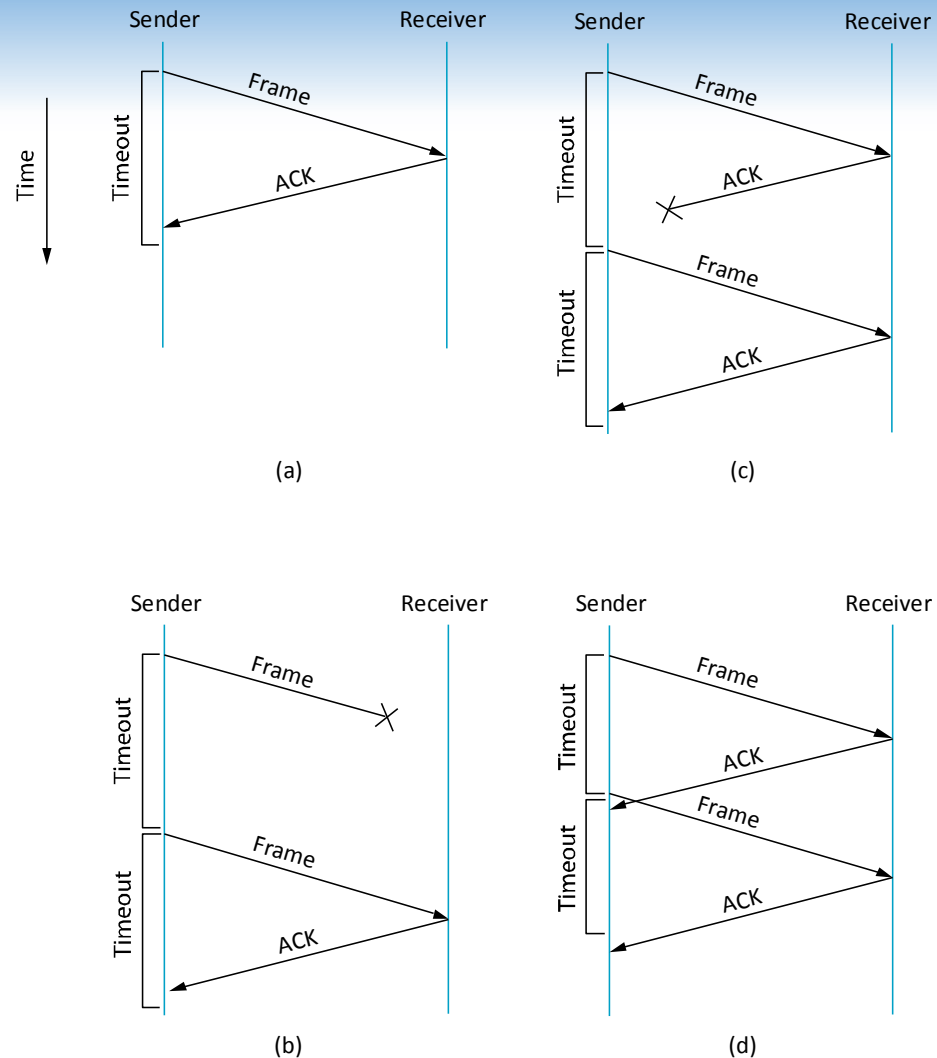 Sender
Receiver
Time
Timeout
Frame
ACK
(a)
Sender
Receiver
Timeout
Frame
ACK
Timeout
Frame
ACK
(c)
Sender
Receiver
Timeout
Frame
Timeout
Frame
ACK
(b)
Sender
Receiver
Timeout
Frame
ACK
Timeout
Frame
ACK
(d)